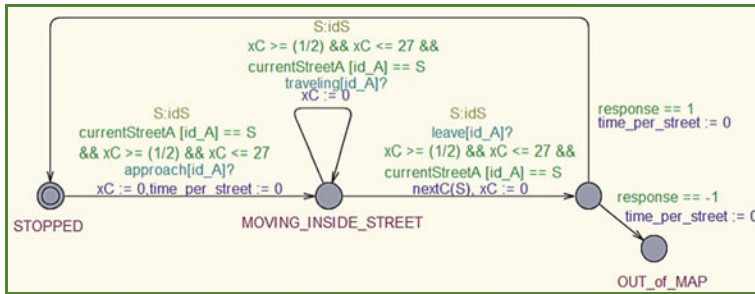 S:idS
xC >= (1/2) && xC <= 27 &&
currentStreetA [id_A] == S
traveling[id_A]?
xC := 0
S:idS
currentStreetA [id_A] == S
&& xC >= (1/2) && xC <= 27
approach[id_A]?
xC := 0,time_per_street := 0
S:idS
leave[id_A]?
xC >= (1/2) && xC <= 27 &&
currentStreetA [id_A] == S
nextC(S), xC := 0
response == 1
time_per_street := 0
response == -1
time_per_street := 0
STOPPED
MOVING_INSIDE_STREET
OUT_of_MAP